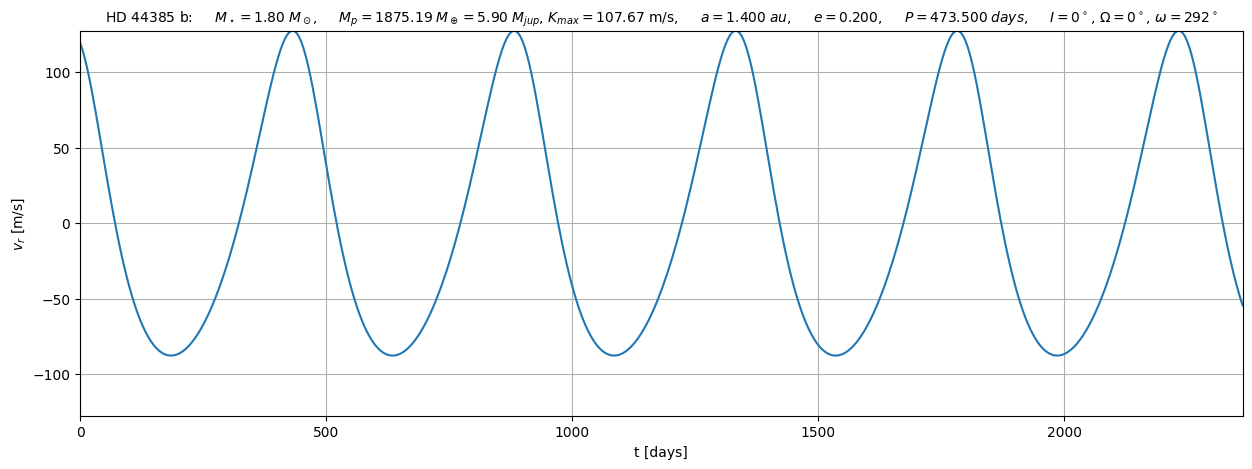 HD 44385 b: M⋆ = 1.80 M⊙, Mp = 1875.19 M⊕ = 5.90 Mjup, Kmax = 107.67 m/s, a = 1.400 au, e = 0.200, P = 473.500 days, I = 0°, Ω = 0°, ω = 292°
100
50
0
−50
−100
vr [m/s]
0 500 1000 1500 2000
t [days]